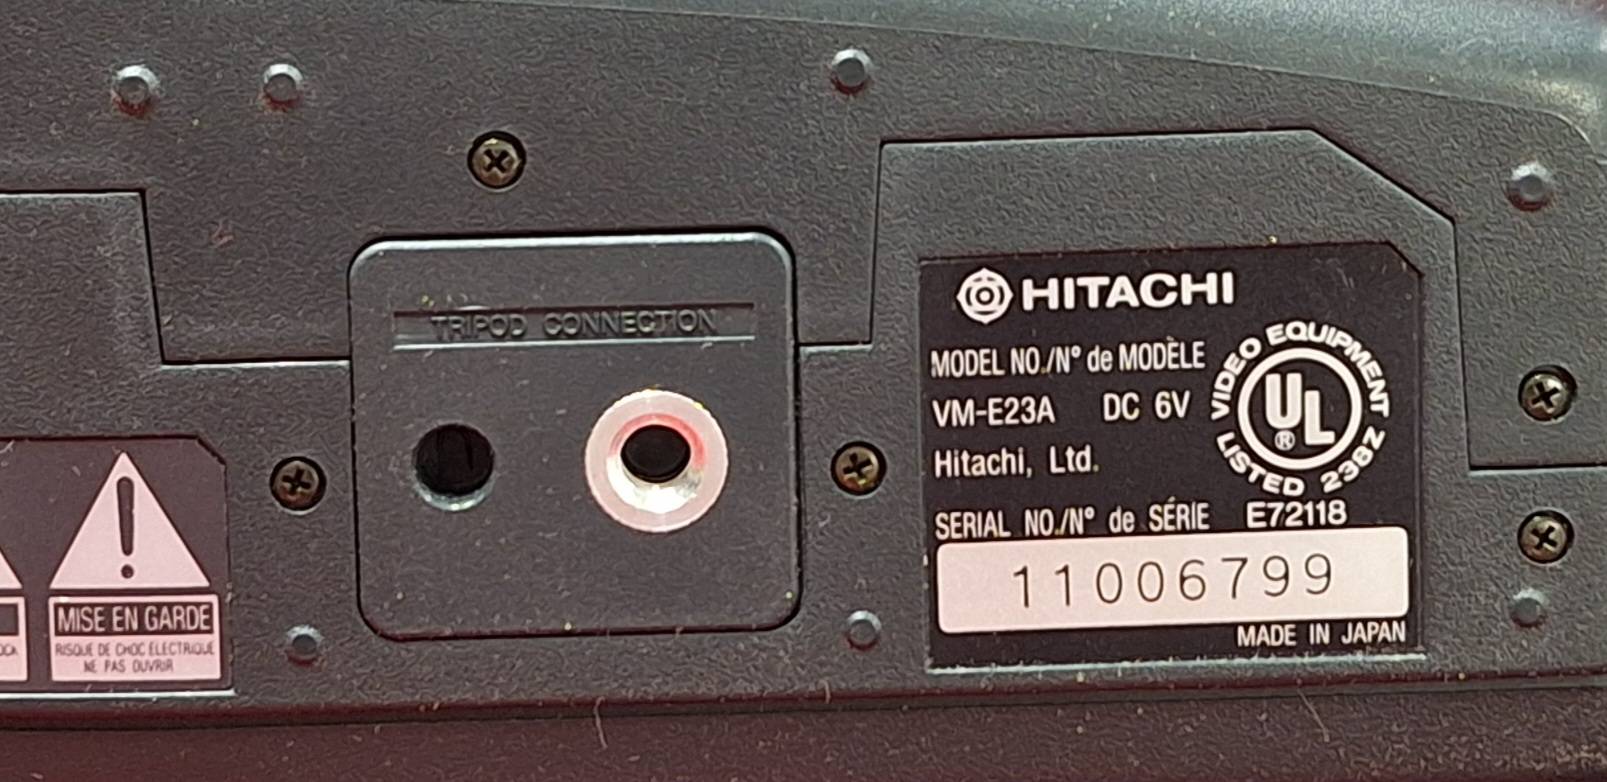 TRIPOD CONNECTION
HITACHI
MODEL NO./N° de MODÈLE
VM-E23A DC 6V
Hitachi, Ltd.
VIDEO EQUIPMENT
UL
®
LISTED 238Z
SERIAL NO./N° de SÉRIE E72118
11006799
MADE IN JAPAN
!
MISE EN GARDE
RISQUE DE CHOC ELECTRIQUE
NE PAS OUVRIR